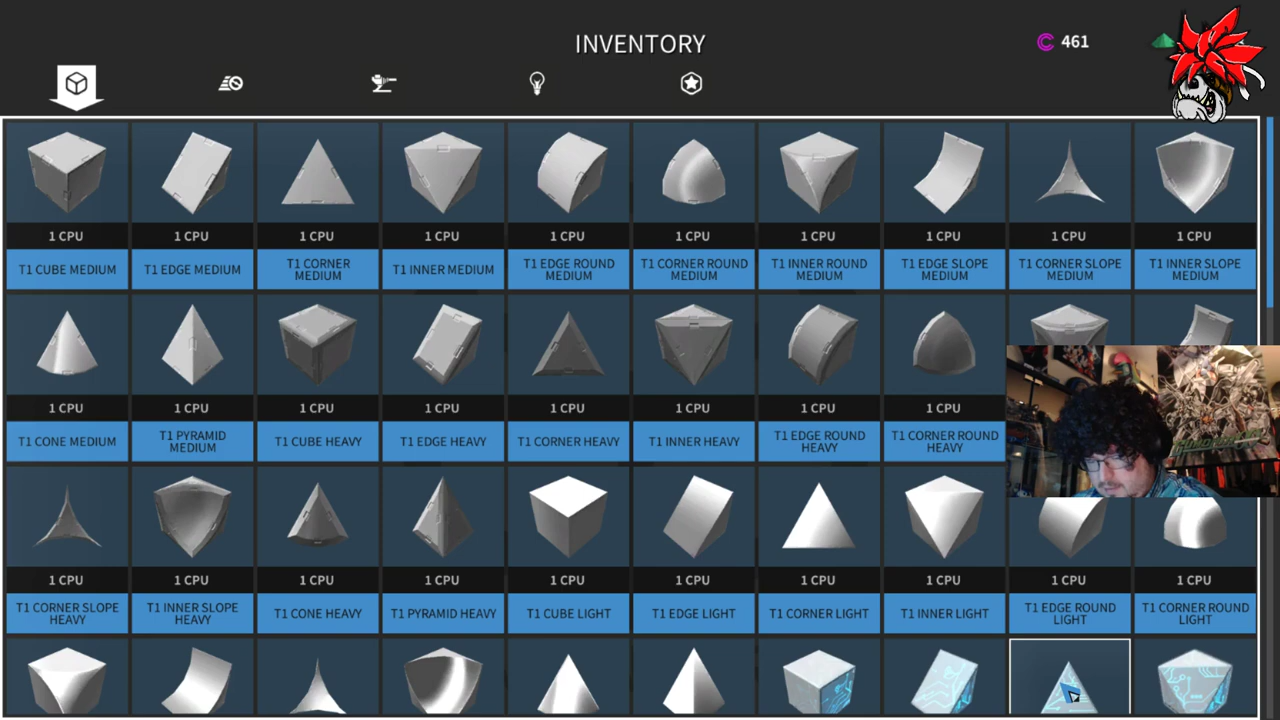 INVENTORY
461
1 CPU 1 CPU 1 CPU 1 CPU 1 CPU 1 CPU 1 CPU 1 CPU 1 CPU 1 CPU
T1 CUBE MEDIUM
T1 EDGE MEDIUM
T1 CORNER
MEDIUM
T1 INNER MEDIUM
T1 EDGE ROUND
MEDIUM
T1 CORNER ROUND
MEDIUM
T1 INNER ROUND
MEDIUM
T1 EDGE SLOPE
MEDIUM
T1 CORNER SLOPE
MEDIUM
T1 INNER SLOPE
MEDIUM
1 CPU 1 CPU 1 CPU 1 CPU 1 CPU 1 CPU 1 CPU 1 CPU
T1 CONE MEDIUM
T1 PYRAMID
MEDIUM
T1 CUBE HEAVY
T1 EDGE HEAVY
T1 CORNER HEAVY
T1 INNER HEAVY
T1 EDGE ROUND
HEAVY
T1 CORNER ROUND
HEAVY
1 CPU 1 CPU 1 CPU 1 CPU 1 CPU 1 CPU 1 CPU 1 CPU 1 CPU 1 CPU
T1 CORNER SLOPE
HEAVY
T1 INNER SLOPE
HEAVY
T1 CONE HEAVY
T1 PYRAMID HEAVY
T1 CUBE LIGHT
T1 EDGE LIGHT
T1 CORNER LIGHT
T1 INNER LIGHT
T1 EDGE ROUND
LIGHT
T1 CORNER ROUND
LIGHT